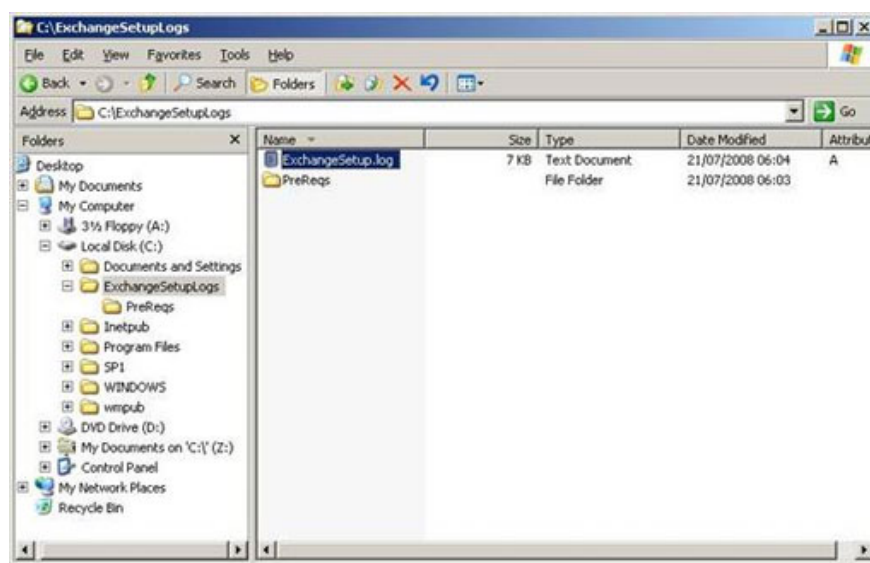 C:\ExchangeSetupLogs
File Edit View Favorites Tools Help
Back Search Folders
Address C:\ExchangeSetupLogs Go
Folders x Name Size Type Date Modified Attribut
ExchangeSetup.log 7 KB Text Document 21/07/2008 06:04 A
PreReqs File Folder 21/07/2008 06:03
Desktop
My Documents
My Computer
3½ Floppy (A:)
Local Disk (C:)
Documents and Settings
ExchangeSetupLogs
PreReqs
Inetpub
Program Files
SP1
WINDOWS
wmpub
DVD Drive (D:)
My Documents on 'C:\' (Z:)
Control Panel
My Network Places
Recycle Bin